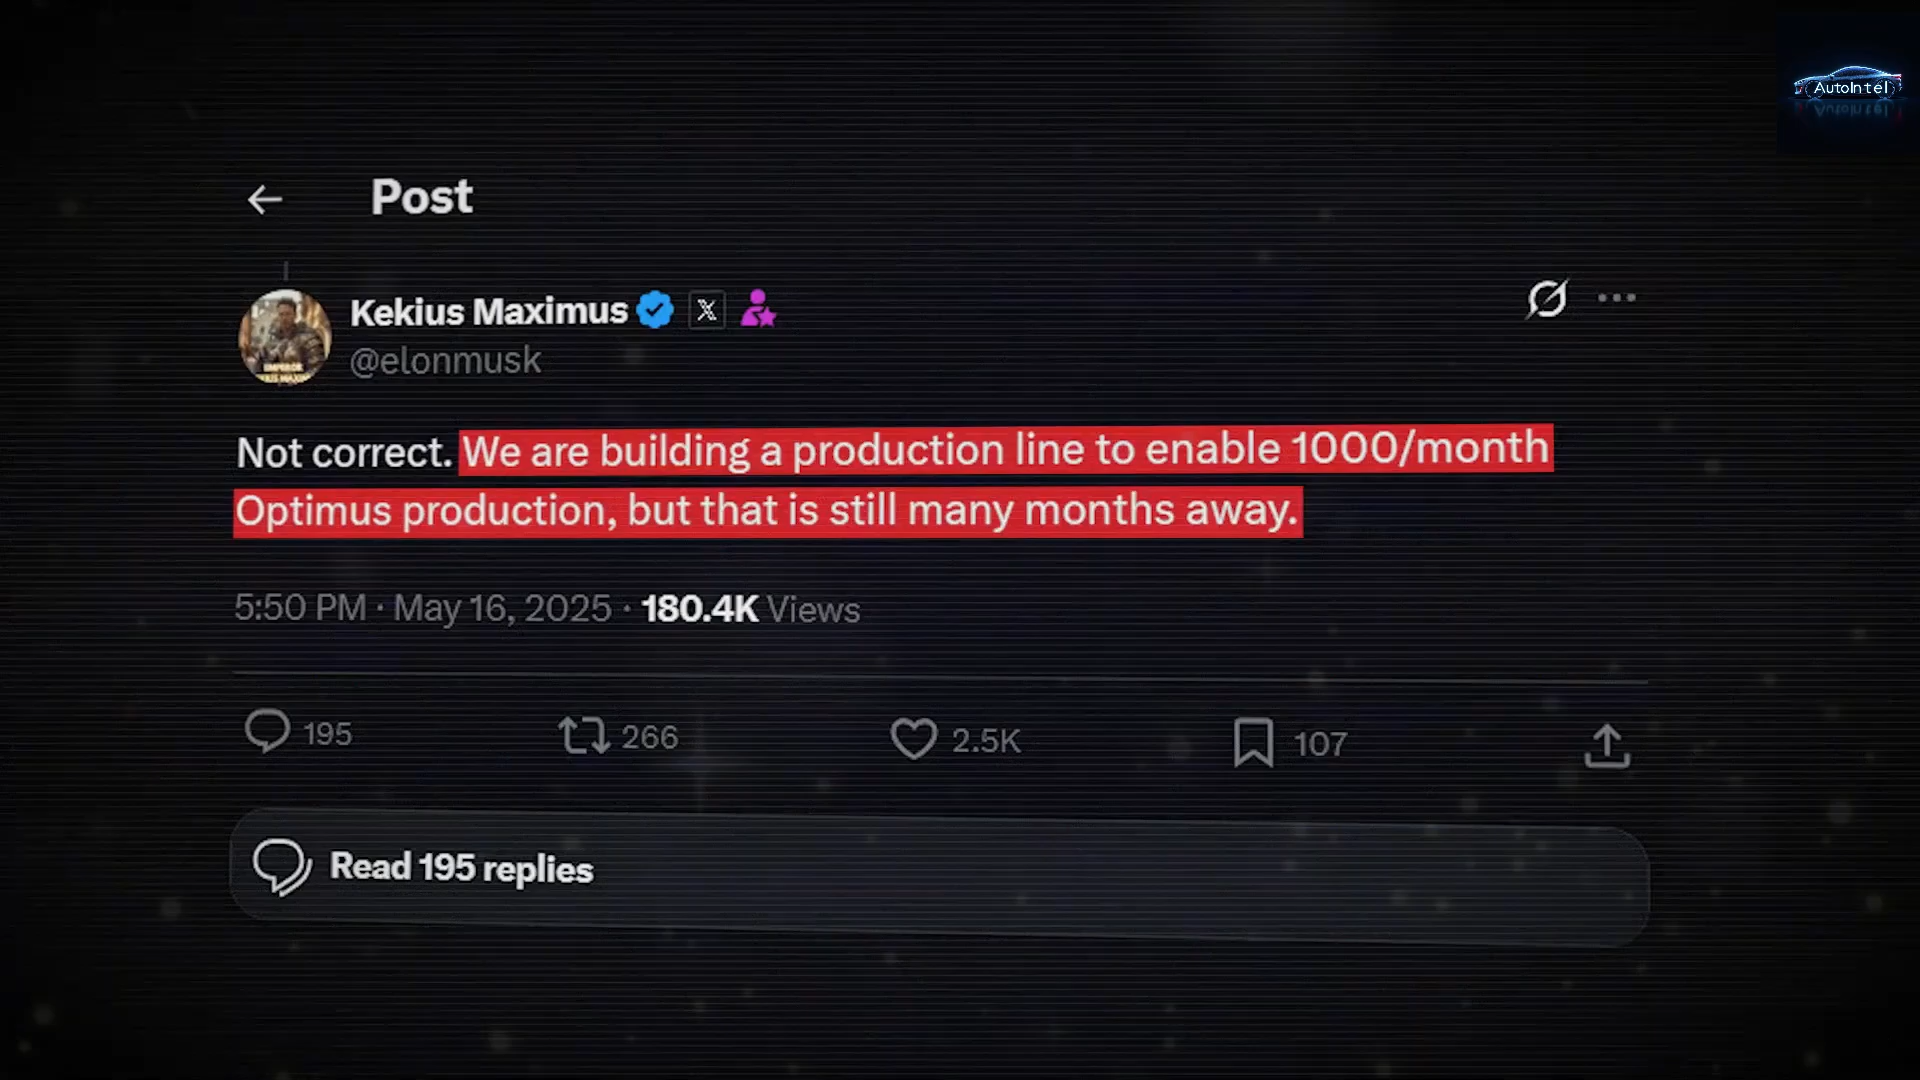 AutoIntel
Post
Kekius Maximus
@elonmusk
Not correct. We are building a production line to enable 1000/month
Optimus production, but that is still many months away.
5:50 PM · May 16, 2025 · 180.4K Views
195 266 2.5K 107
Read 195 replies